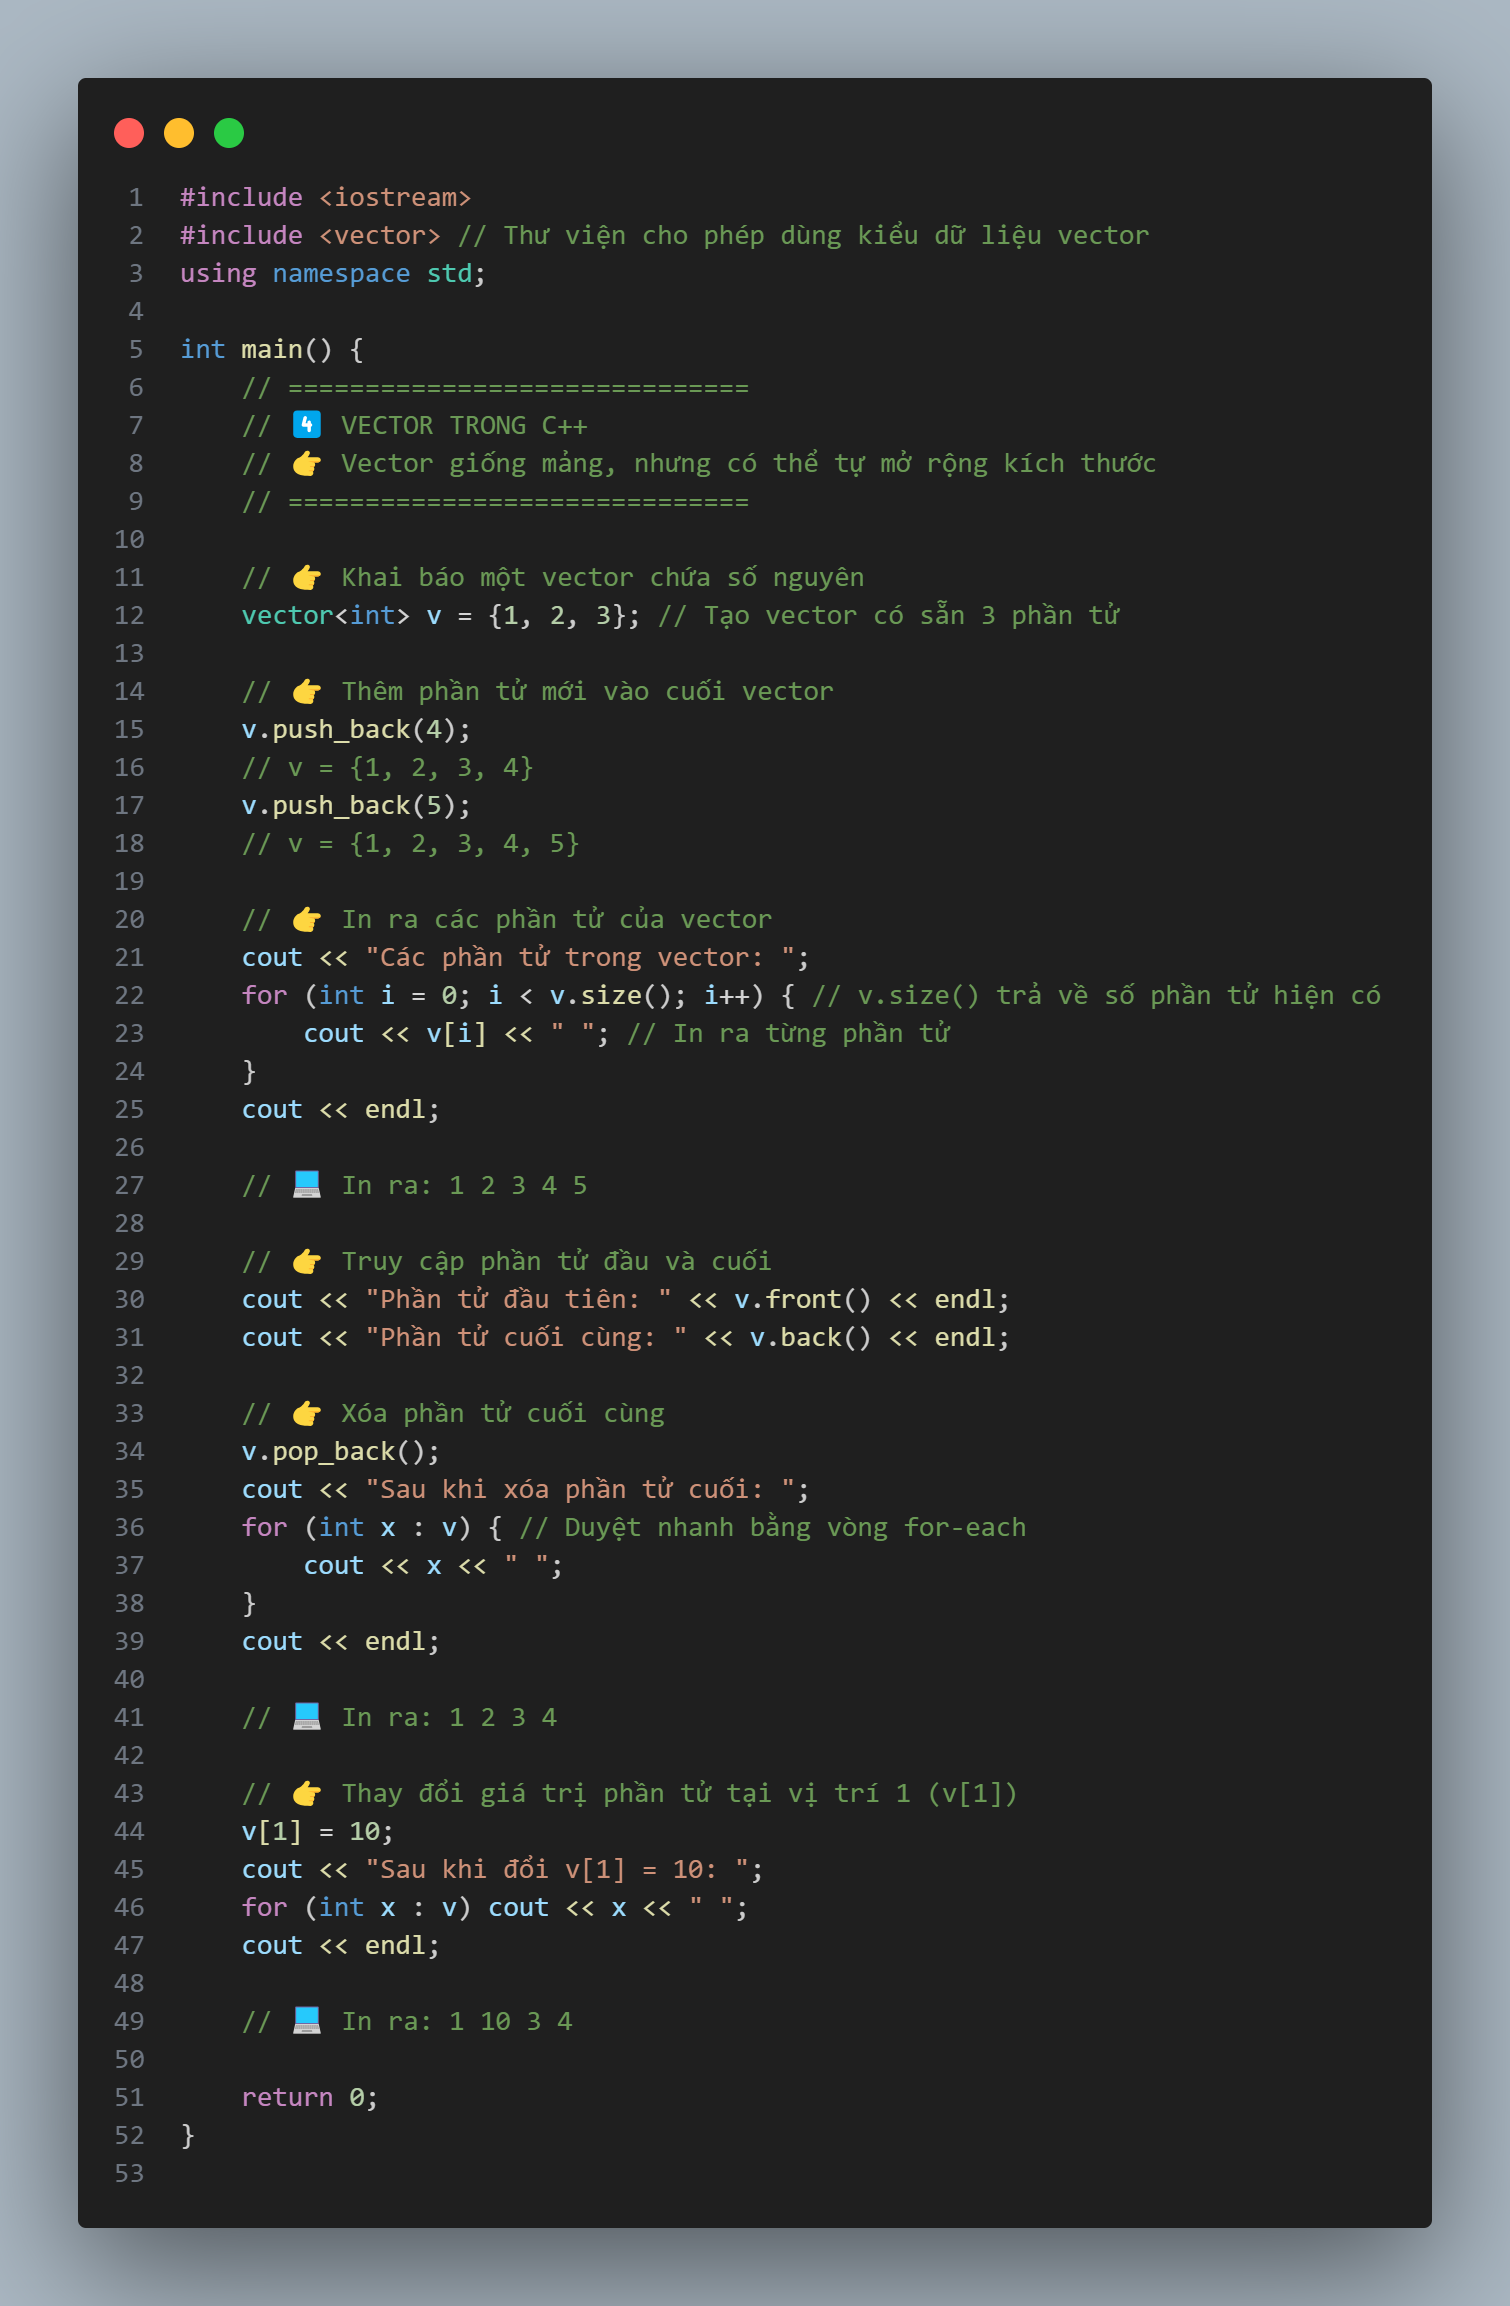 1 #include <iostream>
2 #include <vector> // Thư viện cho phép dùng kiểu dữ liệu vector
3 using namespace std;
4
5 int main() {
6     // ==============================
7     // 4️⃣ VECTOR TRONG C++
8     // 👉 Vector giống mảng, nhưng có thể tự mở rộng kích thước
9     // ==============================
10
11     // 👉 Khai báo một vector chứa số nguyên
12     vector<int> v = {1, 2, 3}; // Tạo vector có sẵn 3 phần tử
13
14     // 👉 Thêm phần tử mới vào cuối vector
15     v.push_back(4);
16     // v = {1, 2, 3, 4}
17     v.push_back(5);
18     // v = {1, 2, 3, 4, 5}
19
20     // 👉 In ra các phần tử của vector
21     cout << "Các phần tử trong vector: ";
22     for (int i = 0; i < v.size(); i++) { // v.size() trả về số phần tử hiện có
23         cout << v[i] << " "; // In ra từng phần tử
24     }
25     cout << endl;
26
27     // 💻 In ra: 1 2 3 4 5
28
29     // 👉 Truy cập phần tử đầu và cuối
30     cout << "Phần tử đầu tiên: " << v.front() << endl;
31     cout << "Phần tử cuối cùng: " << v.back() << endl;
32
33     // 👉 Xóa phần tử cuối cùng
34     v.pop_back();
35     cout << "Sau khi xóa phần tử cuối: ";
36     for (int x : v) { // Duyệt nhanh bằng vòng for-each
37         cout << x << " ";
38     }
39     cout << endl;
40
41     // 💻 In ra: 1 2 3 4
42
43     // 👉 Thay đổi giá trị phần tử tại vị trí 1 (v[1])
44     v[1] = 10;
45     cout << "Sau khi đổi v[1] = 10: ";
46     for (int x : v) cout << x << " ";
47     cout << endl;
48
49     // 💻 In ra: 1 10 3 4
50
51     return 0;
52 }
53